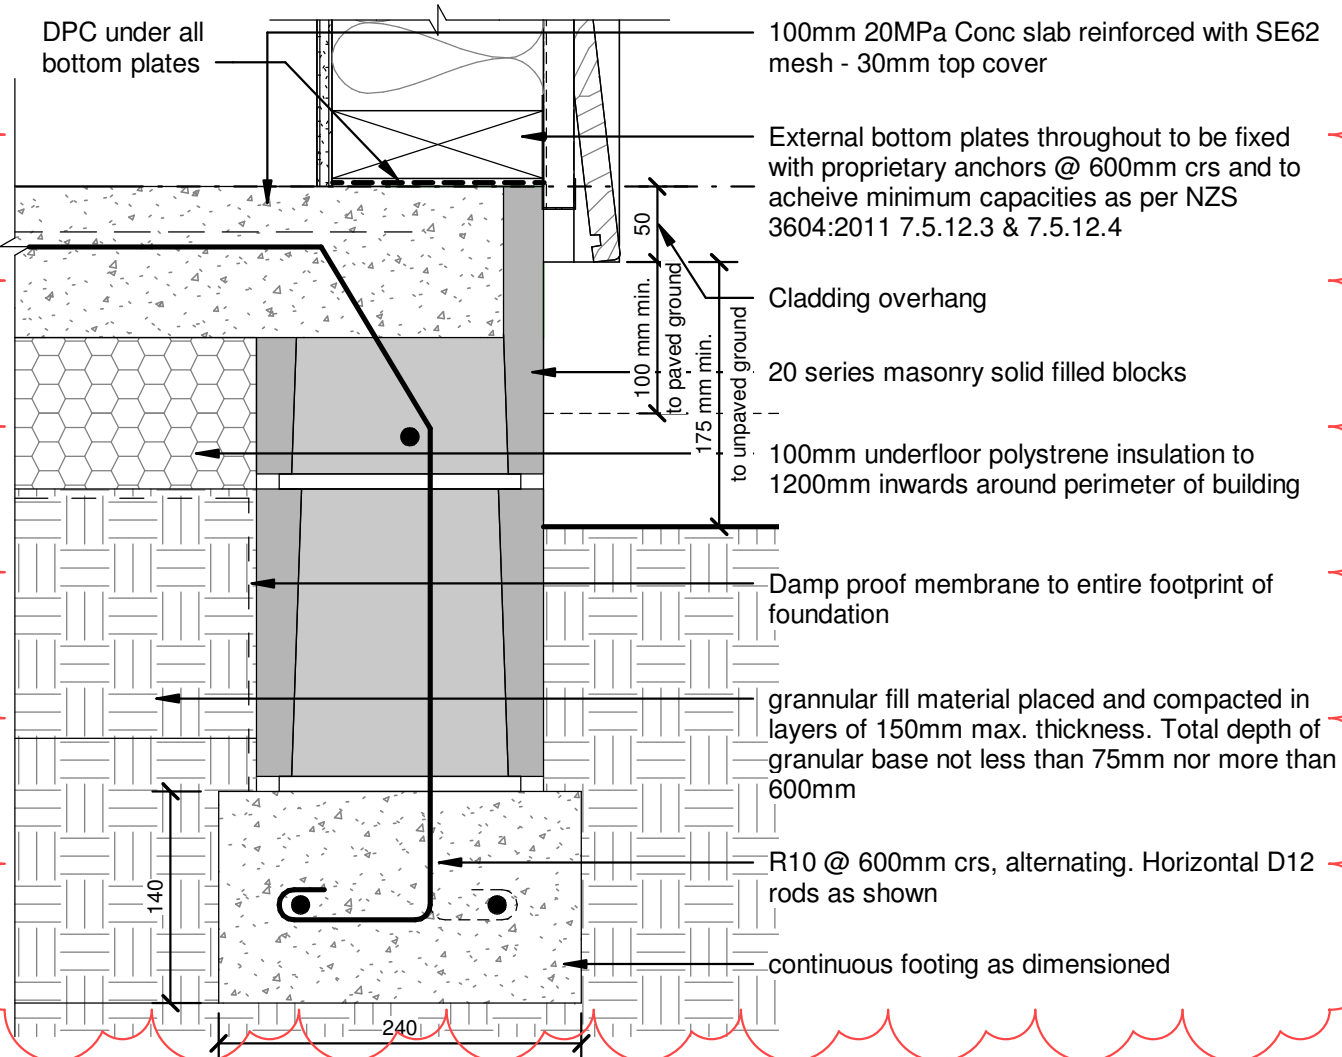 DPC under all
bottom plates
100mm 20MPa Conc slab reinforced with SE62
mesh - 30mm top cover
External bottom plates throughout to be fixed
with proprietary anchors @ 600mm crs and to
acheive minimum capacities as per NZS
3604:2011 7.5.12.3 & 7.5.12.4
50
Cladding overhang
100 mm min.
to paved ground
175 mm min.
to unpaved ground
20 series masonry solid filled blocks
100mm underfloor polystrene insulation to
1200mm inwards around perimeter of building
Damp proof membrane to entire footprint of
foundation
grannular fill material placed and compacted in
layers of 150mm max. thickness. Total depth of
granular base not less than 75mm nor more than
600mm
R10 @ 600mm crs, alternating. Horizontal D12
rods as shown
140
continuous footing as dimensioned
240